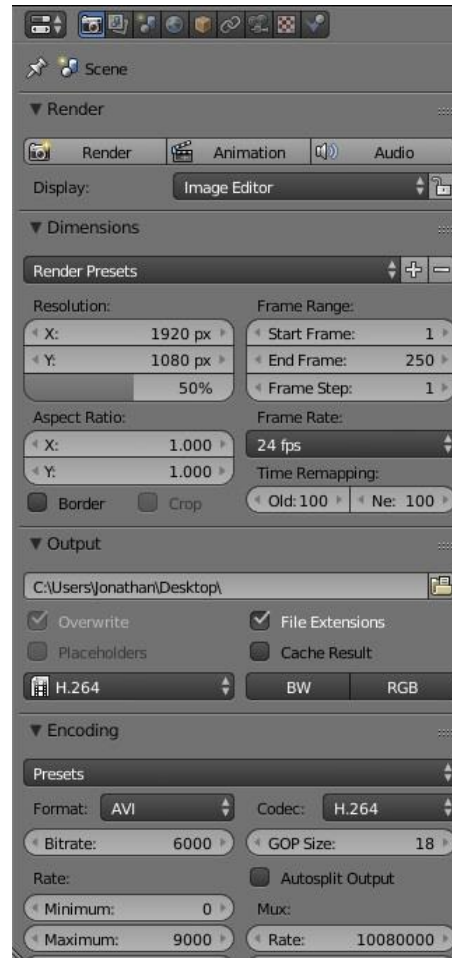 Scene
Render
Render Animation Audio
Display: Image Editor
Dimensions
Render Presets
Resolution: Frame Range:
X: 1920 px Start Frame: 1
Y: 1080 px End Frame: 250
50% Frame Step: 1
Aspect Ratio: Frame Rate:
X: 1.000 24 fps
Y: 1.000 Time Remapping:
Border Crop Old: 100 Ne: 100
Output
C:\Users\Jonathan\Desktop\
Overwrite File Extensions
Placeholders Cache Result
H.264 BW RGB
Encoding
Presets
Format: AVI Codec: H.264
Bitrate: 6000 GOP Size: 18
Rate: Autosplit Output
Minimum: 0 Mux:
Maximum: 9000 Rate: 10080000